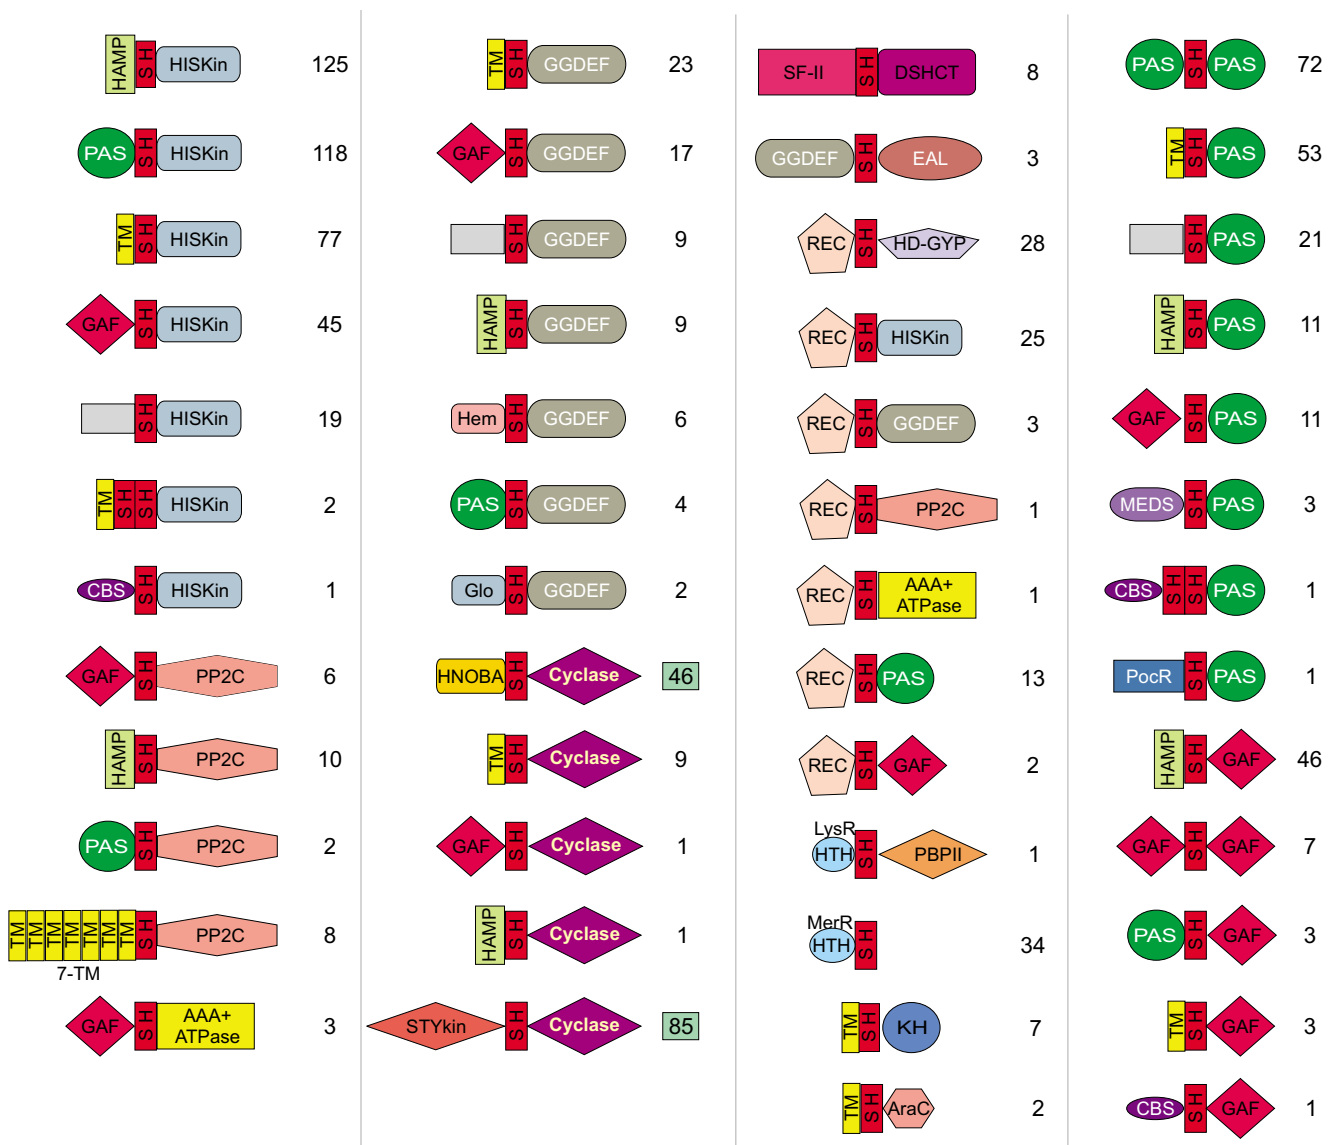 HAMP SH HISKin 125
PAS SH HISKin 118
TM SH HISKin 77
GAF SH HISKin 45
SH HISKin 19
TM SH SH HISKin 2
CBS SH HISKin 1
GAF SH PP2C 6
HAMP SH PP2C 10
PAS SH PP2C 2
TM TM TM TM TM TM TM SH PP2C 8
7-TM
GAF SH AAA+ 3
ATPase
TM SH GGDEF 23
GAF SH GGDEF 17
SH GGDEF 9
HAMP SH GGDEF 9
Hem SH GGDEF 6
PAS SH GGDEF 4
Glo SH GGDEF 2
HNOBA SH Cyclase 46
TM SH Cyclase 9
GAF SH Cyclase 1
HAMP SH Cyclase 1
STYkin SH Cyclase 85
SF-II SH DSHCT 8
GGDEF SH EAL 3
REC SH HD-GYP 28
REC SH HISKin 25
REC SH GGDEF 3
REC SH PP2C 1
REC SH AAA+ 1
ATPase
REC SH PAS 13
REC SH GAF 2
LysR
HTH SH PBPII 1
MerR
HTH SH 34
TM SH KH 7
TM SH AraC 2
PAS SH PAS 72
TM SH PAS 53
SH PAS 21
HAMP SH PAS 11
GAF SH PAS 11
MEDS SH PAS 3
CBS SH SH PAS 1
PocR SH PAS 1
HAMP SH GAF 46
GAF SH GAF 7
PAS SH GAF 3
TM SH GAF 3
CBS SH GAF 1